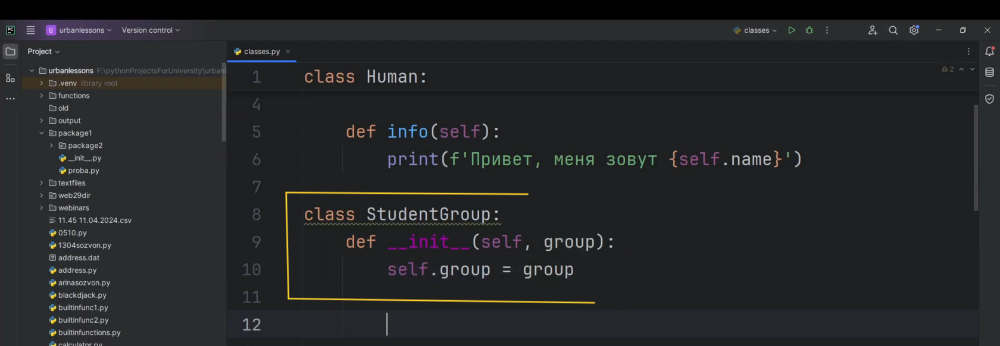 PC
U urbanlessons Version control
classes
Project
classes.py
urbanlessons F:\pythonProjectsForUniversity\urbanl
.venv library root
functions
old
output
package1
package2
__init__.py
proba.py
textfiles
web29dir
webinars
11.45 11.04.2024.csv
0510.py
1304sozvon.py
address.dat
address.py
arinasozvon.py
blackdjack.py
builtinfunc1.py
builtinfunc2.py
builtinfunctions.py
calculator.py
2
1 class Human:
4
5 def info(self):
6 print(f'Привет, меня зовут {self.name}')
7
8 class StudentGroup:
9 def __init__(self, group):
10 self.group = group
11
12